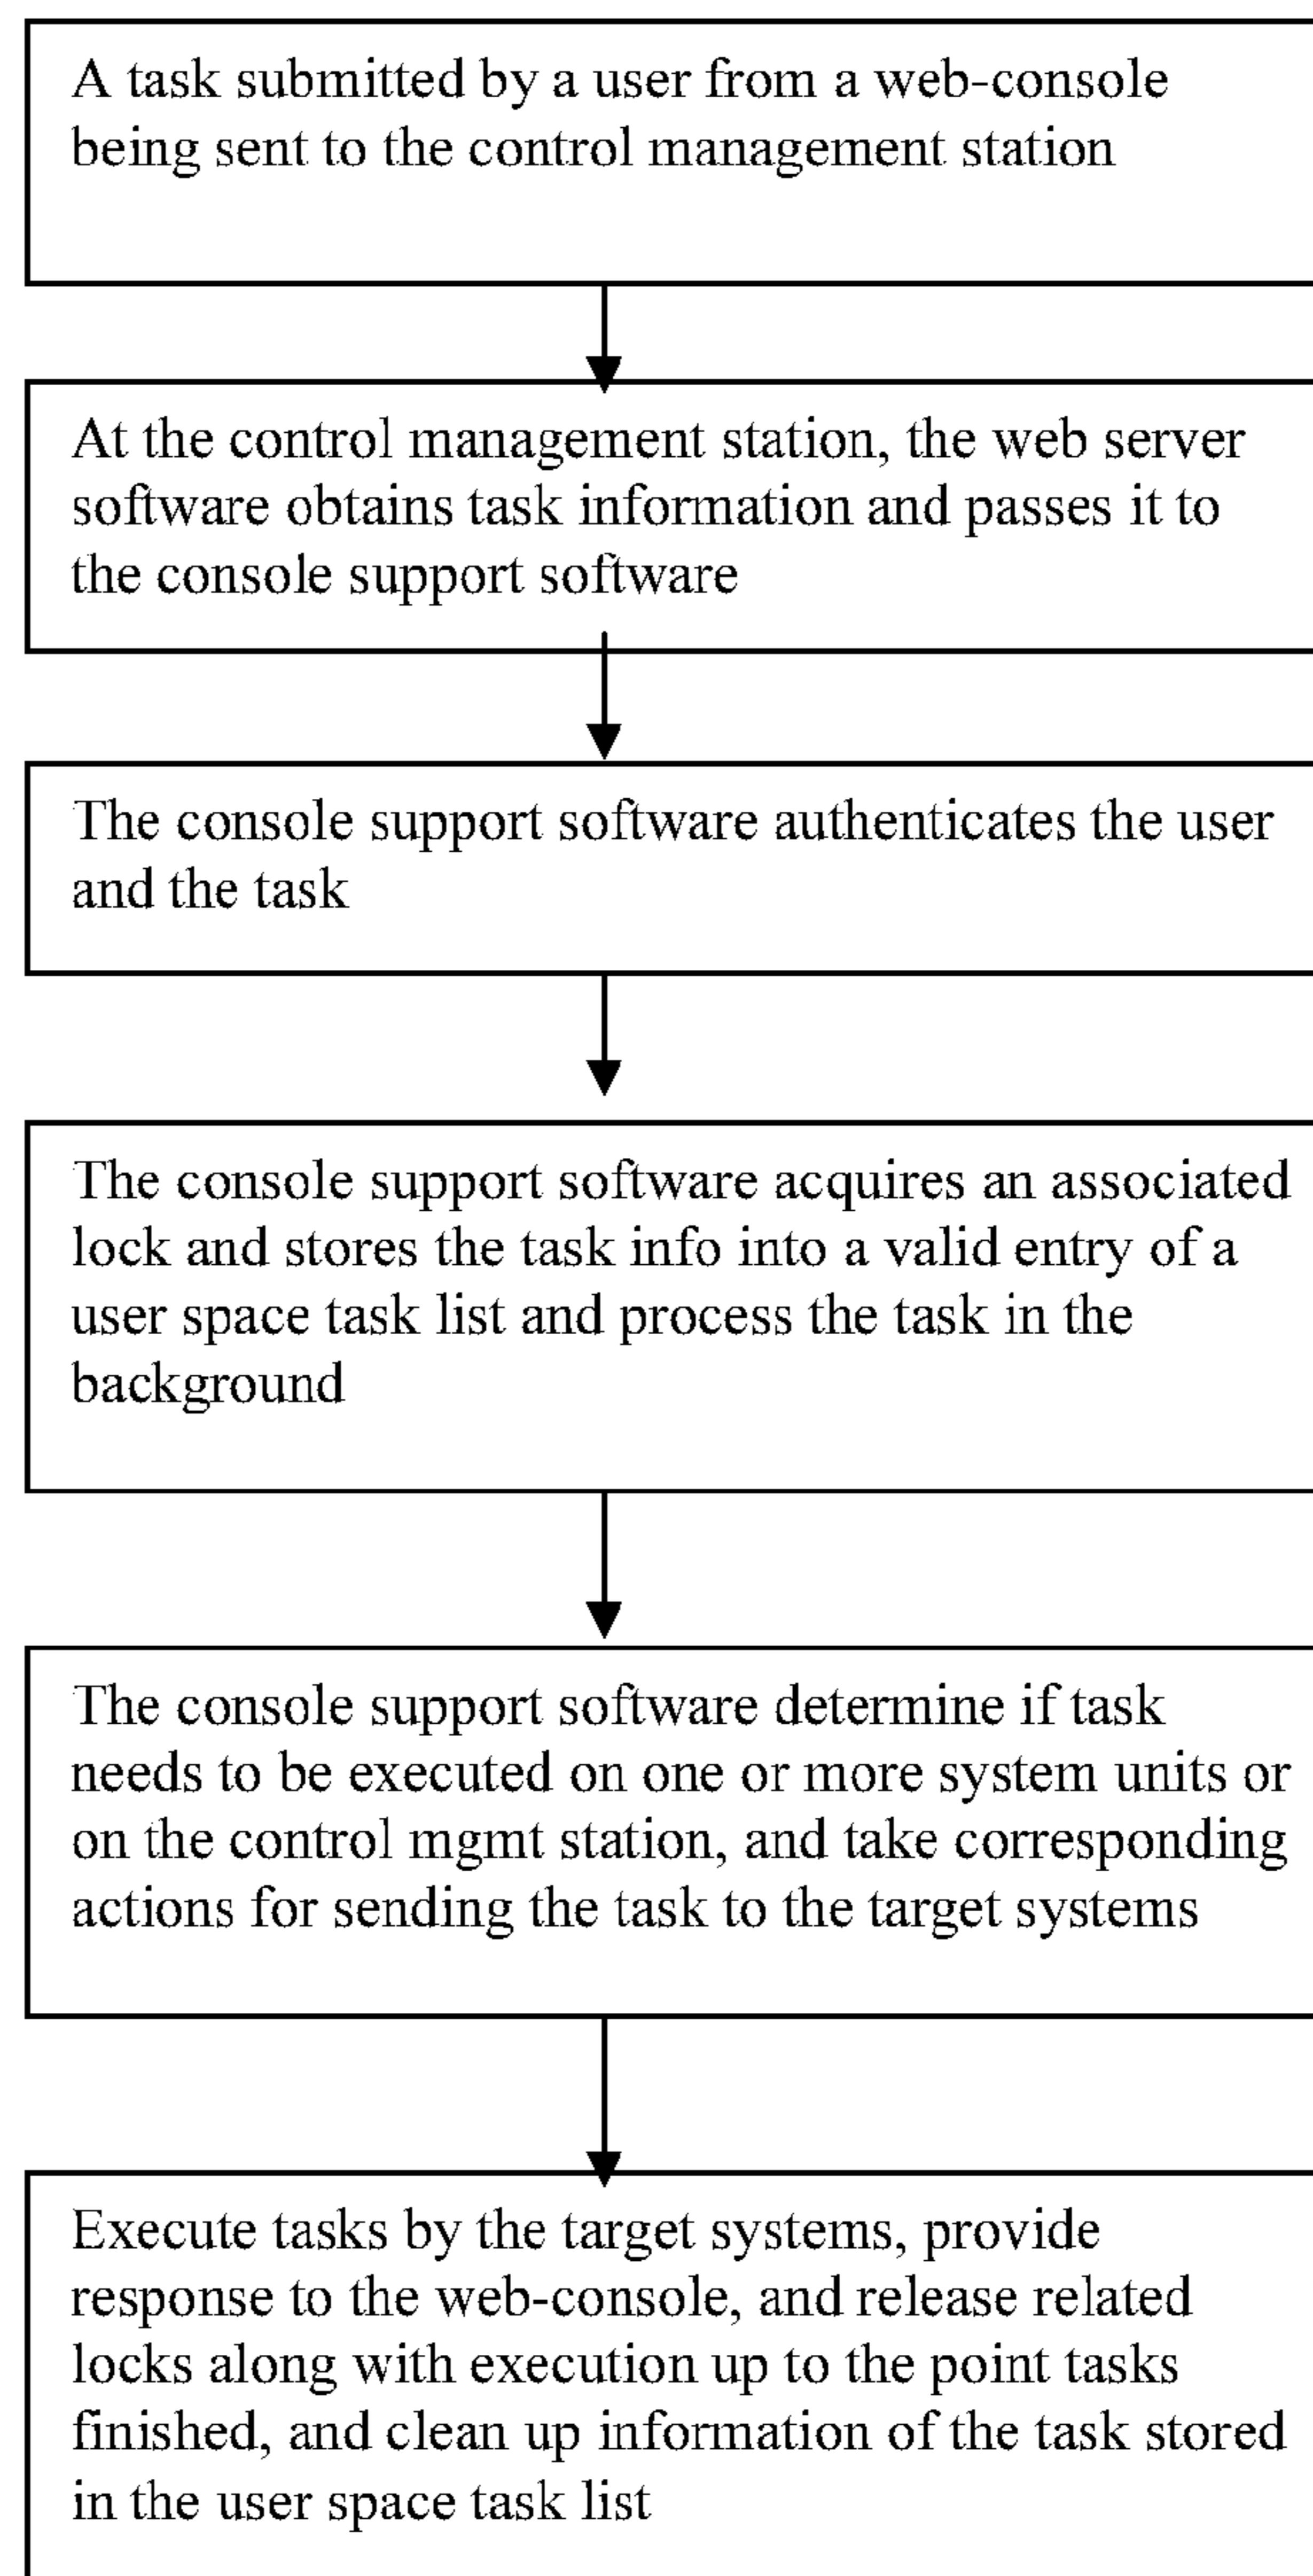 A task submitted by a user from a web-console
being sent to the control management station
At the control management station, the web server
software obtains task information and passes it to
the console support software
The console support software authenticates the user
and the task
The console support software acquires an associated
lock and stores the task info into a valid entry of a
user space task list and process the task in the
background
The console support software determine if task
needs to be executed on one or more system units or
on the control mgmt station, and take corresponding
actions for sending the task to the target systems
Execute tasks by the target systems, provide
response to the web-console, and release related
locks along with execution up to the point tasks
finished, and clean up information of the task stored
in the user space task list